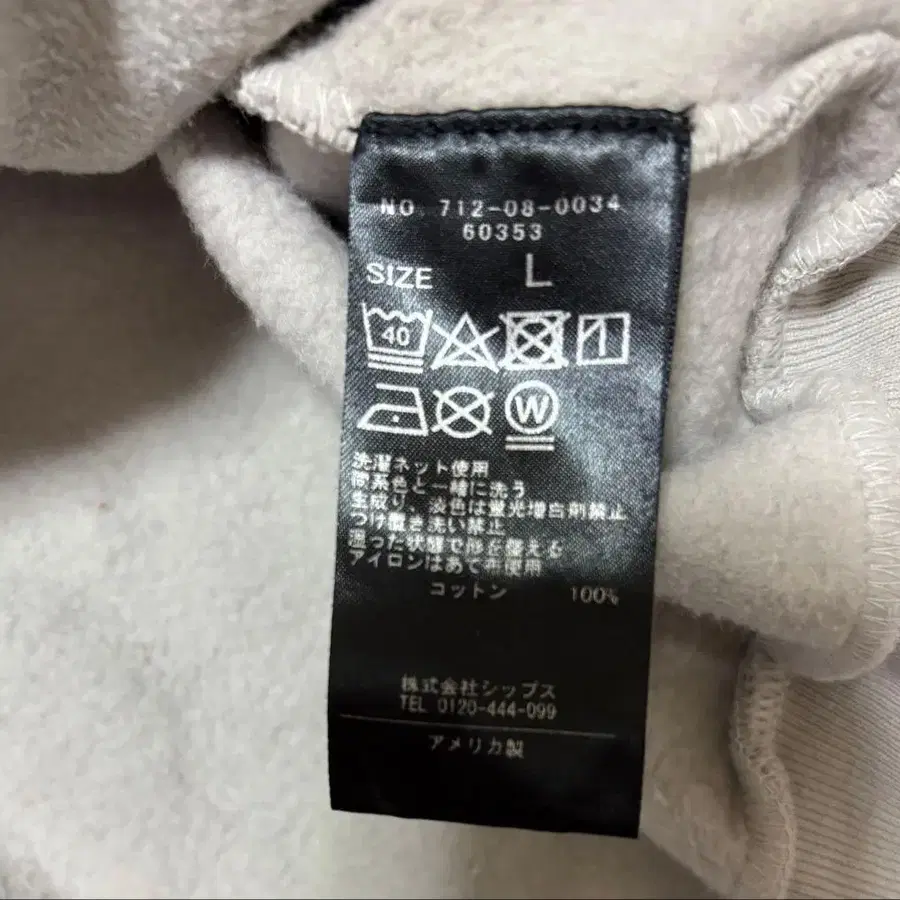 NO. 712-08-0034
60353
SIZE L
40
W
洗濯ネット使用
同系色と一緒に洗う
生成り、淡色は蛍光増白剤禁止
つけ置き洗い禁止
湿った状態で形を整える
アイロンはあて布使用
コットン 100%
株式会社シップス
TEL 0120-444-099
アメリカ製